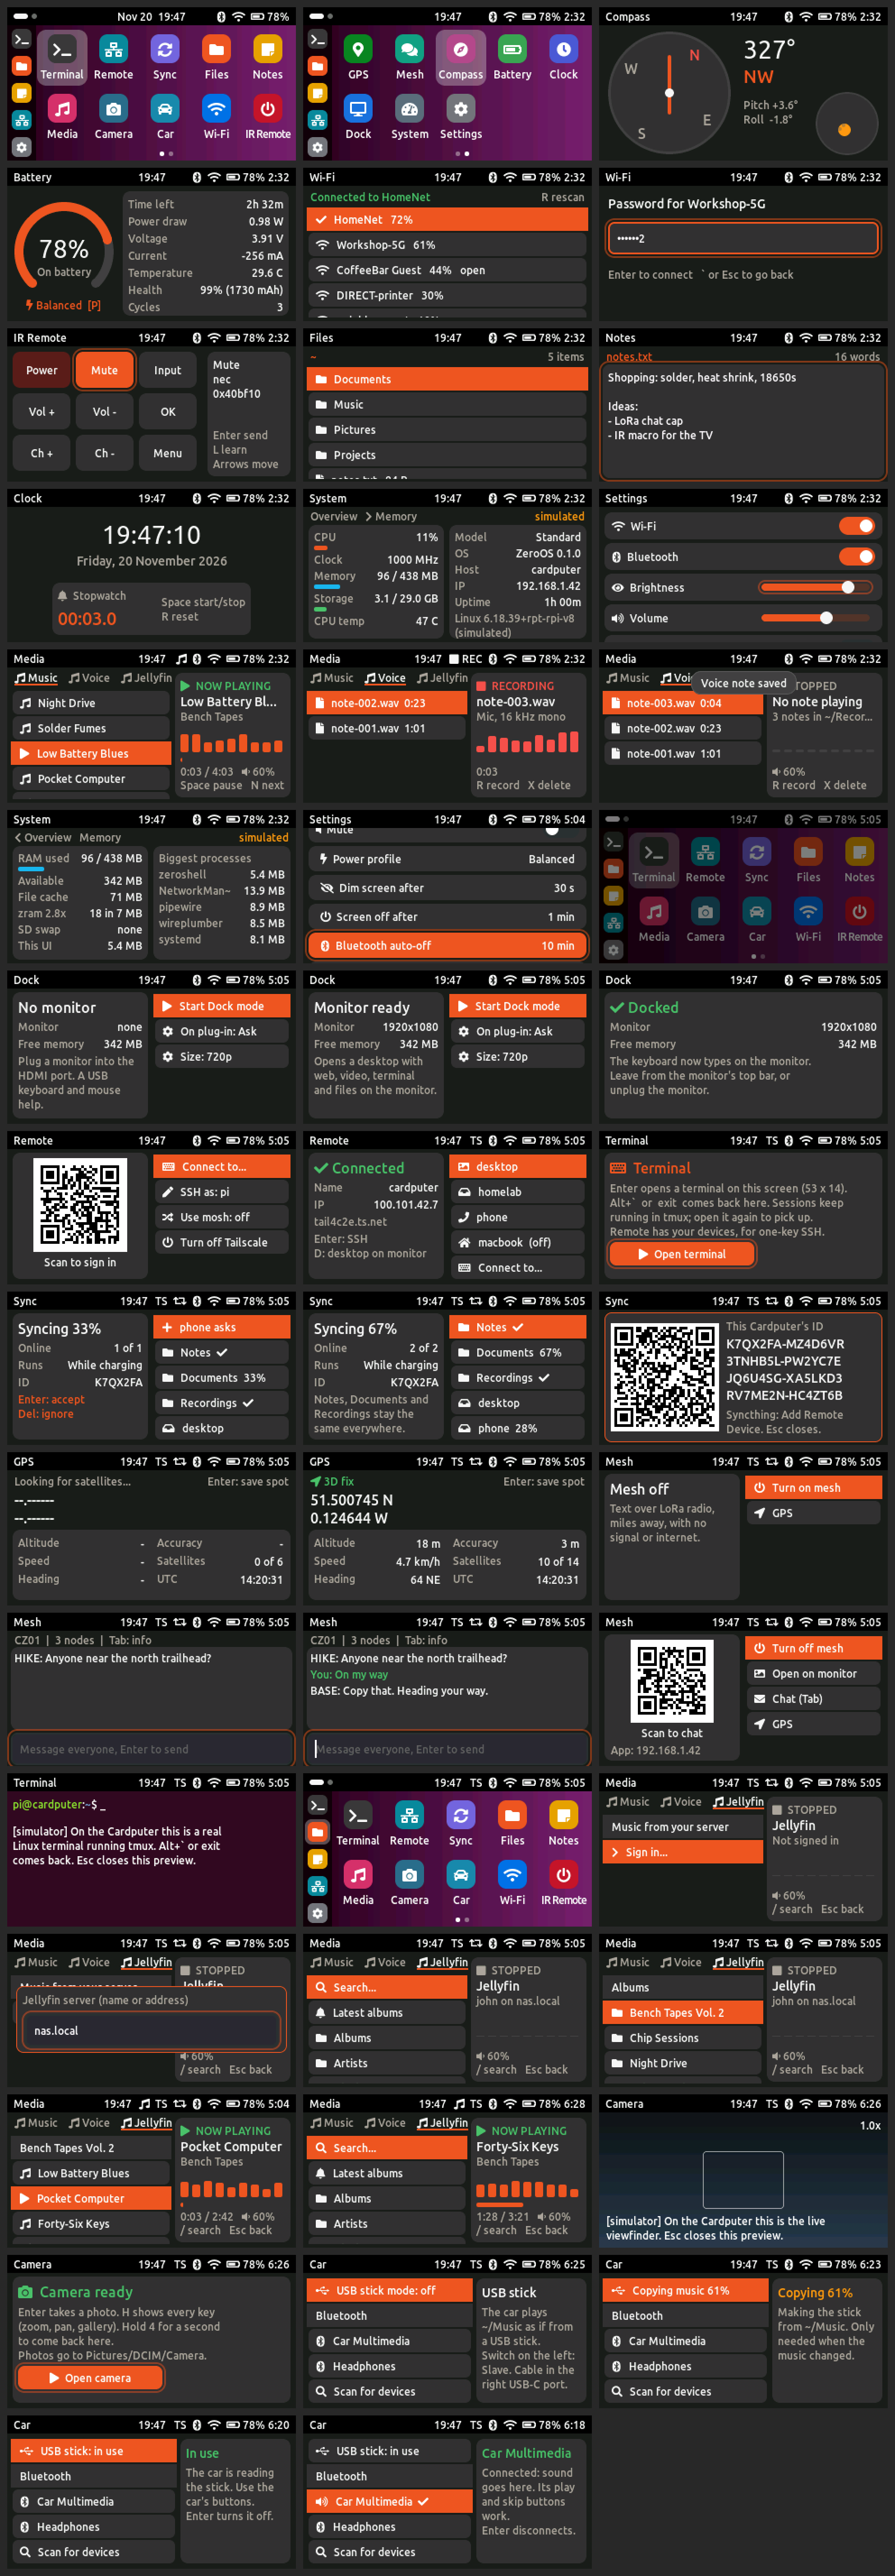 Nov 20 19:47 78%
Terminal Remote Sync Files Notes
Media Camera Car Wi-Fi IR Remote
19:47 78% 2:32
GPS Mesh Compass Battery Clock
Dock System Settings
Compass 19:47 78% 2:32
N
W
E
S
327°
NW
Pitch +3.6°
Roll -1.8°
Battery 19:47 78% 2:32
78%
On battery
Balanced [P]
Time left 2h 32m
Power draw 0.98 W
Voltage 3.91 V
Current -256 mA
Temperature 29.6 C
Health 99% (1730 mAh)
Cycles 3
Wi-Fi 19:47 78% 2:32
Connected to HomeNet R rescan
HomeNet 72%
Workshop-5G 61%
CoffeeBar Guest 44% open
DIRECT-printer 30%
Wi-Fi 19:47 78% 2:32
Password for Workshop-5G
••••••2
Enter to connect ` or Esc to go back
IR Remote 19:47 78% 2:32
Power Mute Input
Vol + Vol - OK
Ch + Ch - Menu
Mute
nec
0x40bf10
Enter send
L learn
Arrows move
Files 19:47 78% 2:32
~ 5 items
Documents
Music
Pictures
Projects
Notes 19:47 78% 2:32
notes.txt 16 words
Shopping: solder, heat shrink, 18650s
Ideas:
- LoRa chat cap
- IR macro for the TV
Clock 19:47 78% 2:32
19:47:10
Friday, 20 November 2026
Stopwatch
00:03.0
Space start/stop
R reset
System 19:47 78% 2:32
Overview > Memory simulated
CPU 11%
Clock 1000 MHz
Memory 96 / 438 MB
Storage 3.1 / 29.0 GB
CPU temp 47 C
Model Standard
OS ZeroOS 0.1.0
Host cardputer
IP 192.168.1.42
Uptime 1h 00m
Linux 6.18.39+rpt-rpi-v8
(simulated)
Settings 19:47 78% 2:32
Wi-Fi
Bluetooth
Brightness
Volume
Media 19:47 78% 2:32
Music Voice Jellyfin
Night Drive
Solder Fumes
Low Battery Blues
Pocket Computer
NOW PLAYING
Low Battery Bl...
Bench Tapes
0:03 / 4:03 60%
Space pause N next
Media 19:47 REC 78% 2:32
Music Voice Jellyfin
note-002.wav 0:23
note-001.wav 1:01
RECORDING
note-003.wav
Mic, 16 kHz mono
0:03
R record X delete
Media 19:47 78% 2:32
Music Voic
Voice note saved
note-003.wav 0:04
note-002.wav 0:23
note-001.wav 1:01
TOPPED
No note playing
3 notes in ~/Recor...
60%
R record X delete
System 19:47 78% 2:32
< Overview Memory simulated
RAM used 96 / 438 MB
Available 342 MB
File cache 71 MB
zram 2.8x 18 in 7 MB
SD swap none
This UI 5.4 MB
Biggest processes
zeroshell 5.4 MB
NetworkMan~ 13.9 MB
pipewire 8.9 MB
wireplumber 8.5 MB
systemd 8.1 MB
Settings 19:47 78% 5:04
Mute
Power profile Balanced
Dim screen after 30 s
Screen off after 1 min
Bluetooth auto-off 10 min
19:47 78% 5:05
Terminal Remote Sync Files Notes
Media Camera Car Wi-Fi IR Remote
Dock 19:47 78% 5:05
No monitor
Monitor none
Free memory 342 MB
Plug a monitor into the
HDMI port. A USB
keyboard and mouse
help.
Start Dock mode
On plug-in: Ask
Size: 720p
Dock 19:47 78% 5:05
Monitor ready
Monitor 1920x1080
Free memory 342 MB
Opens a desktop with
web, video, terminal
and files on the monitor.
Start Dock mode
On plug-in: Ask
Size: 720p
Dock 19:47 78% 5:05
Docked
Monitor 1920x1080
Free memory 342 MB
The keyboard now types on the monitor.
Leave from the monitor's top bar, or
unplug the monitor.
Remote 19:47 78% 5:05
Scan to sign in
Connect to...
SSH as: pi
Use mosh: off
Turn off Tailscale
Remote 19:47 TS 78% 5:05
Connected
Name cardputer
IP 100.101.42.7
tail4c2e.ts.net
Enter: SSH
D: desktop on monitor
desktop
homelab
phone
macbook (off)
Connect to...
Terminal 19:47 TS 78% 5:05
Terminal
Enter opens a terminal on this screen (53 x 14).
Alt+` or exit comes back here. Sessions keep
running in tmux; open it again to pick up.
Remote has your devices, for one-key SSH.
Open terminal
Sync 19:47 TS 78% 5:05
Syncing 33%
Online 1 of 1
Runs While charging
ID K7QX2FA
Enter: accept
Del: ignore
phone asks
Notes
Documents 33%
Recordings
desktop
Sync 19:47 TS 78% 5:05
Syncing 67%
Online 2 of 2
Runs While charging
ID K7QX2FA
Notes, Documents and
Recordings stay the
same everywhere.
Notes
Documents 67%
Recordings
desktop
phone 28%
Sync 19:47 TS 78% 5:05
This Cardputer's ID
K7QX2FA-MZ4D6VR
3TNHB5L-PW2YC7E
JQ6U4SG-XA5LKD3
RV7ME2N-HC4ZT6B
Syncthing: Add Remote
Device. Esc closes.
GPS 19:47 TS 78% 5:05
Looking for satellites... Enter: save spot
--.------
--.------
Altitude - Accuracy -
Speed - Satellites 0 of 6
Heading - UTC 14:20:31
GPS 19:47 TS 78% 5:05
3D fix Enter: save spot
51.500745 N
0.124644 W
Altitude 18 m Accuracy 3 m
Speed 4.7 km/h Satellites 10 of 14
Heading 64 NE UTC 14:20:31
Mesh 19:47 TS 78% 5:05
Mesh off
Text over LoRa radio,
miles away, with no
signal or internet.
Turn on mesh
GPS
Mesh 19:47 TS 78% 5:05
CZ01 | 3 nodes | Tab: info
HIKE: Anyone near the north trailhead?
Message everyone, Enter to send
Mesh 19:47 TS 78% 5:05
CZ01 | 3 nodes | Tab: info
HIKE: Anyone near the north trailhead?
You: On my way
BASE: Copy that. Heading your way.
Message everyone, Enter to send
Mesh 19:47 TS 78% 5:05
Scan to chat
App: 192.168.1.42
Turn off mesh
Open on monitor
Chat (Tab)
GPS
Terminal 19:47 TS 78% 5:05
pi@cardputer:~$ _
[simulator] On the Cardputer this is a real
Linux terminal running tmux. Alt+` or exit
comes back. Esc closes this preview.
19:47 TS 78% 5:05
Terminal Remote Sync Files Notes
Media Camera Car Wi-Fi IR Remote
Media 19:47 TS 78% 5:05
Music Voice Jellyfin
Music from your server
Sign in...
STOPPED
Jellyfin
Not signed in
60%
/ search Esc back
Media 19:47 TS 78% 5:05
Music Voice Jellyfin
STOPPED
Jellyfin server (name or address)
nas.local
60%
/ search Esc back
Media 19:47 TS 78% 5:05
Music Voice Jellyfin
Search...
Latest albums
Albums
Artists
STOPPED
Jellyfin
john on nas.local
60%
/ search Esc back
Media 19:47 TS 78% 5:05
Music Voice Jellyfin
Albums
Bench Tapes Vol. 2
Chip Sessions
Night Drive
STOPPED
Jellyfin
john on nas.local
60%
/ search Esc back
Media 19:47 TS 78% 5:04
Music Voice Jellyfin
Bench Tapes Vol. 2
Low Battery Blues
Pocket Computer
Forty-Six Keys
NOW PLAYING
Pocket Computer
Bench Tapes
0:03 / 2:42 60%
/ search Esc back
Media 19:47 TS 78% 6:28
Music Voice Jellyfin
Search...
Latest albums
Albums
Artists
NOW PLAYING
Forty-Six Keys
Bench Tapes
1:28 / 3:21 60%
/ search Esc back
Camera 19:47 TS 78% 6:26
1.0x
[simulator] On the Cardputer this is the live
viewfinder. Esc closes this preview.
Camera 19:47 TS 78% 6:26
Camera ready
Enter takes a photo. H shows every key
(zoom, pan, gallery). Hold 4 for a second
to come back here.
Photos go to Pictures/DCIM/Camera.
Open camera
Car 19:47 TS 78% 6:25
USB stick mode: off
Bluetooth
Car Multimedia
Headphones
Scan for devices
USB stick
The car plays
~/Music as if from
a USB stick.
Switch on the left:
Slave. Cable in the
right USB-C port.
Car 19:47 TS 78% 6:23
Copying music 61%
Bluetooth
Car Multimedia
Headphones
Scan for devices
Copying 61%
Making the stick
from ~/Music. Only
needed when the
music changed.
Car 19:47 TS 78% 6:20
USB stick: in use
Bluetooth
Car Multimedia
Headphones
Scan for devices
In use
The car is reading
the stick. Use the
car's buttons.
Enter turns it off.
Car 19:47 TS 78% 6:18
USB stick: in use
Bluetooth
Car Multimedia
Headphones
Scan for devices
Car Multimedia
Connected: sound
goes here. Its play
and skip buttons
work.
Enter disconnects.